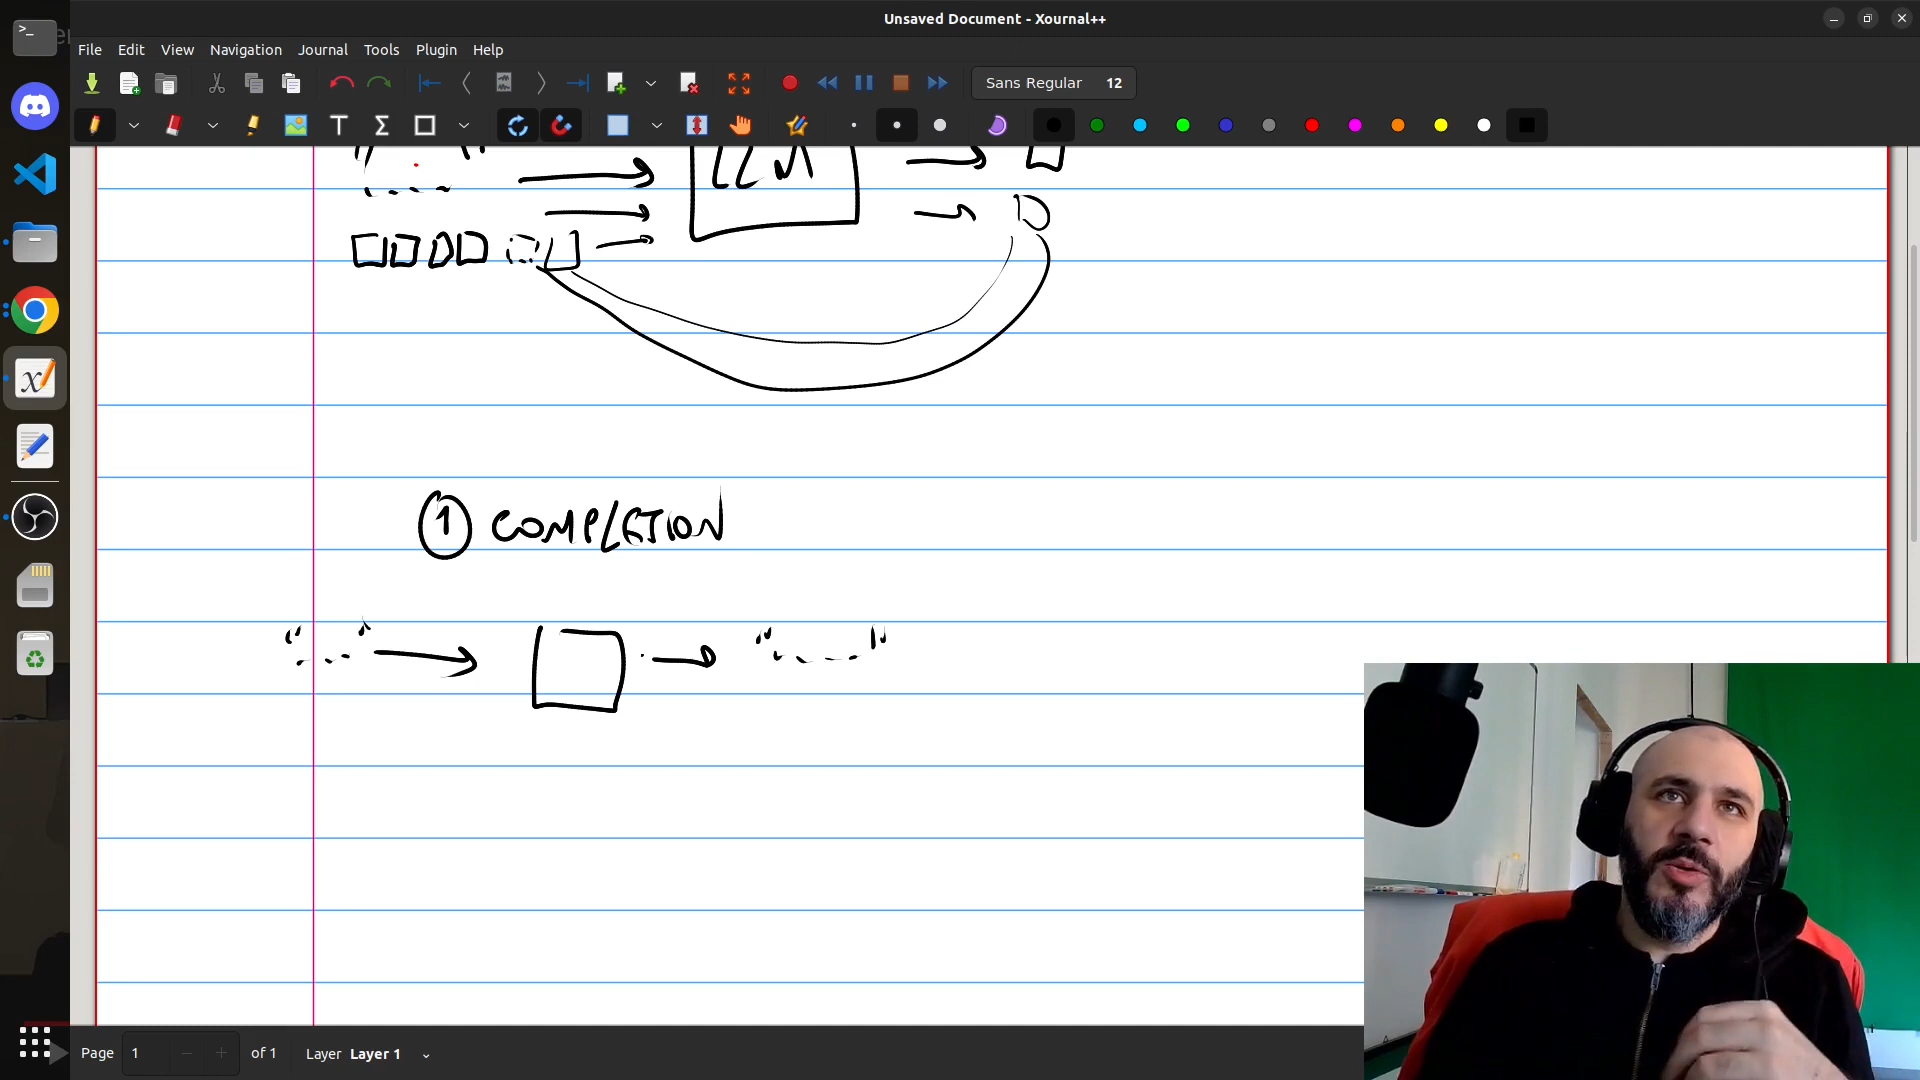 Unsaved Document - Xournal++
File Edit View Navigation Journal Tools Plugin Help
Sans Regular 12
LLM
① COMPLETION
" . . . " " . . . . "
Page 1 of 1 Layer Layer 1